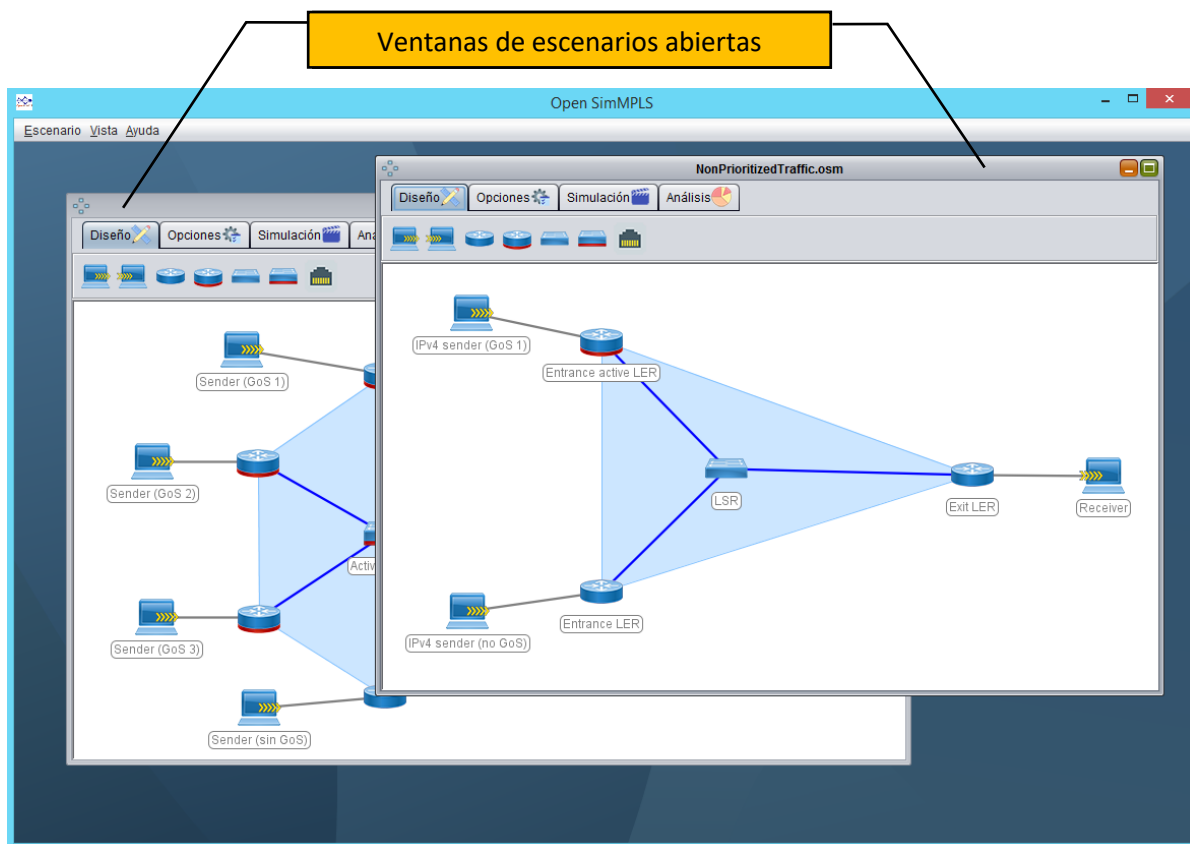 Ventanas de escenarios abiertas
Open SimMPLS
Escenario Vista Ayuda
NonPrioritizedTraffic.osm
Diseño Opciones Simulación Análisis
IPv4 sender (GoS 1)
Entrance active LER
LSR
Exit LER
Receiver
Entrance LER
IPv4 sender (no GoS)
Diseño Opciones Simulación
Sender (GoS 1)
Sender (GoS 2)
Sender (GoS 3)
Sender (sin GoS)